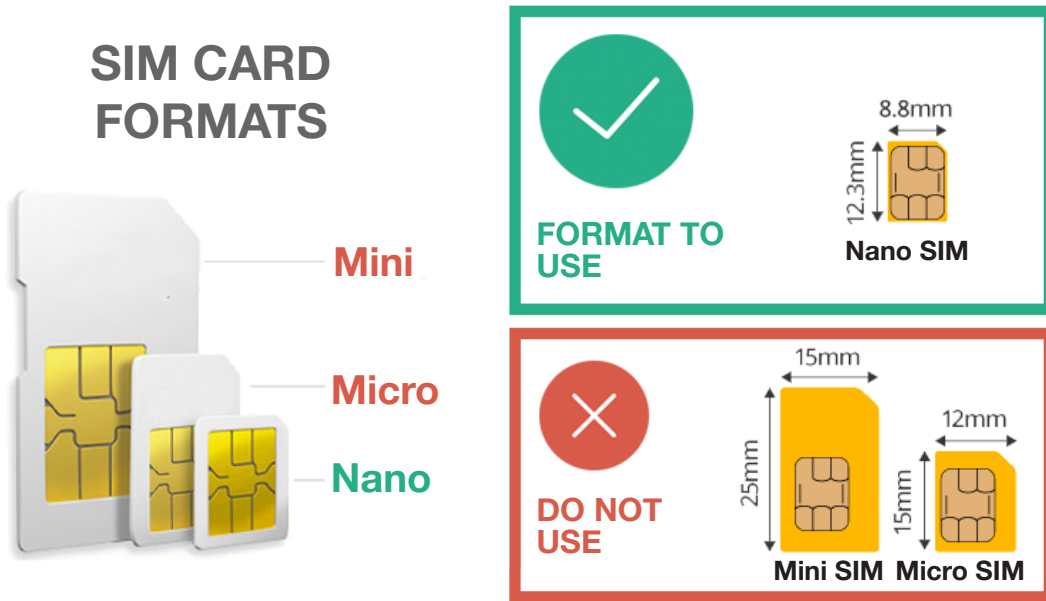 SIM CARD
FORMATS
Mini
Micro
Nano
FORMAT TO
USE
8.8mm
12.3mm
Nano SIM
DO NOT
USE
15mm
25mm
Mini SIM
12mm
15mm
Micro SIM